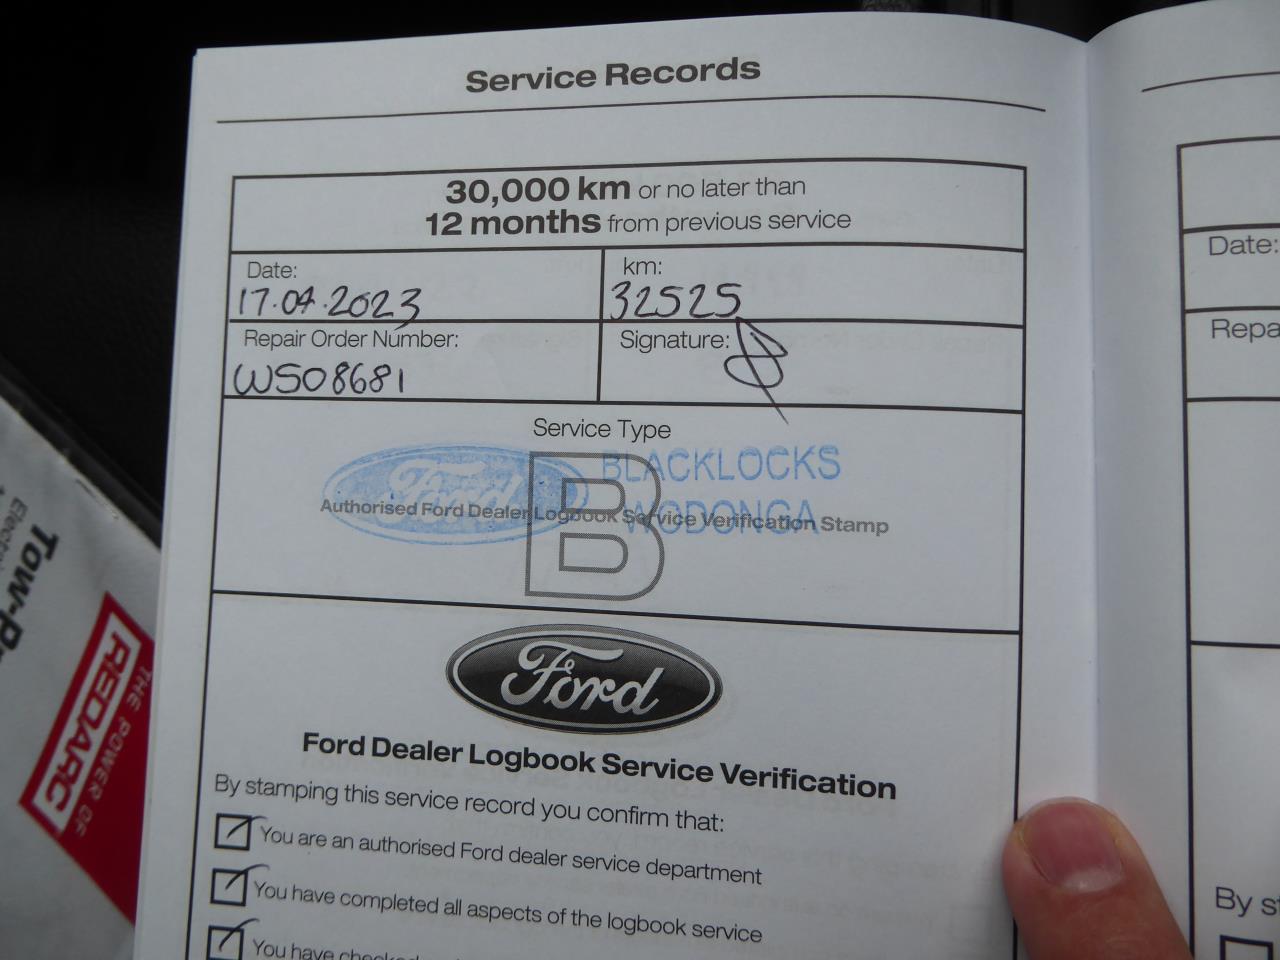 Service Records
30,000 km or no later than
12 months from previous service
Date:
17.04.2023
km:
32525
Repair Order Number:
WS08681
Signature:
Service Type
B
Ford
BLACKLOCKS
WODONGA
Authorised Ford Dealer Logbook Service Verification Stamp
Ford
Ford Dealer Logbook Service Verification
By stamping this service record you confirm that:
You are an authorised Ford dealer service department
You have completed all aspects of the logbook service
You have
Date:
By
THE POWER OF
REDARC